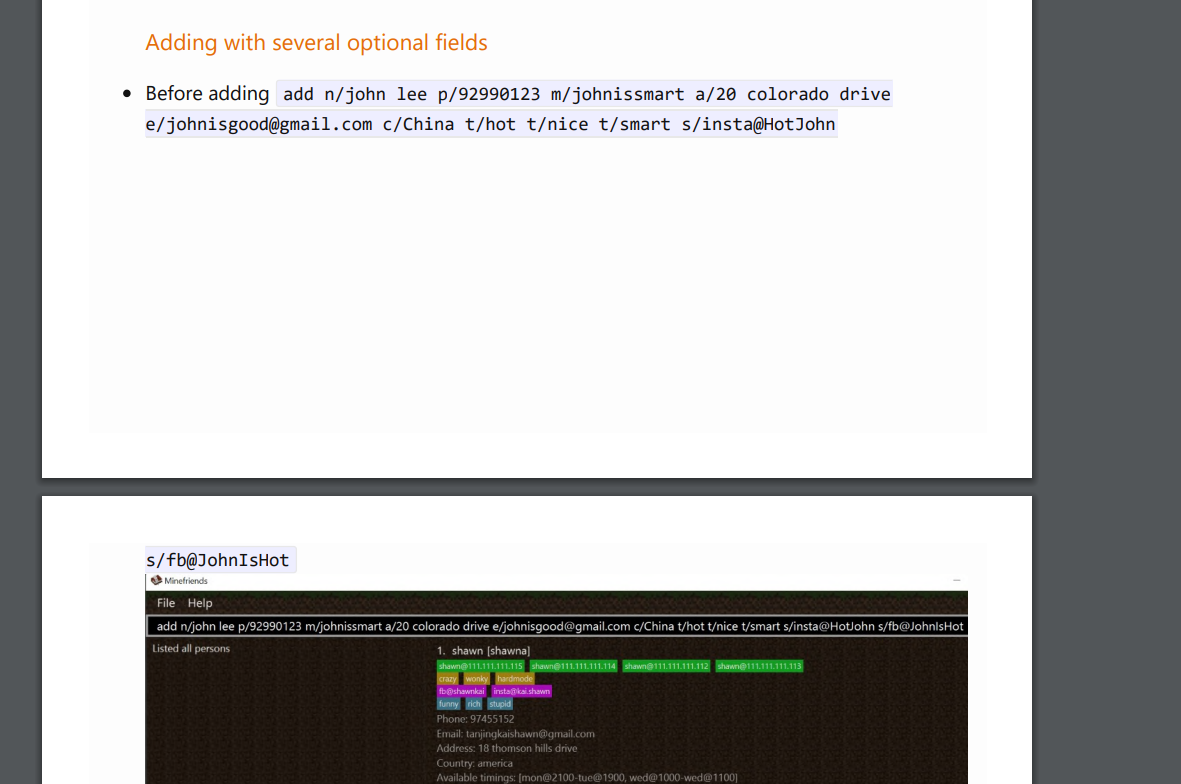 Adding with several optional fields
Before adding add n/john lee p/92990123 m/johnissmart a/20 colorado drive
e/johnisgood@gmail.com c/China t/hot t/nice t/smart s/insta@HotJohn
s/fb@JohnIsHot
Minefriends
File Help
add n/john lee p/92990123 m/johnissmart a/20 colorado drive e/johnisgood@gmail.com c/China t/hot t/nice t/smart s/insta@HotJohn s/fb@JohnIsHot
Listed all persons
1. shawn [shawna]
shawn@111.111.111.115 shawn@111.111.111.114 shawn@111.111.111.112 shawn@111.111.111.113
crazy wonky hardmode
fb@shawnkai insta@kai.shawn
funny rich stupid
Phone: 97455152
Email: tanjingkaishawn@gmail.com
Address: 18 thomson hills drive
Country: america
Available timings: [mon@2100-tue@1900, wed@1000-wed@1100]